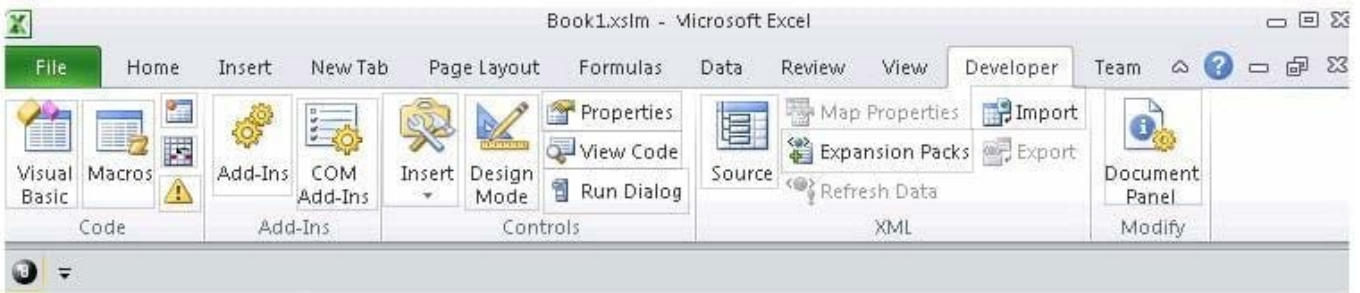 Book1.xslm - Microsoft Excel
File Home Insert New Tab Page Layout Formulas Data Review View Developer Team
Visual Basic
Macros
Add-Ins
COM Add-Ins
Insert
Design Mode
Properties
View Code
Run Dialog
Source
Map Properties
Expansion Packs
Refresh Data
Import
Export
Document Panel
Code Add-Ins Controls XML Modify